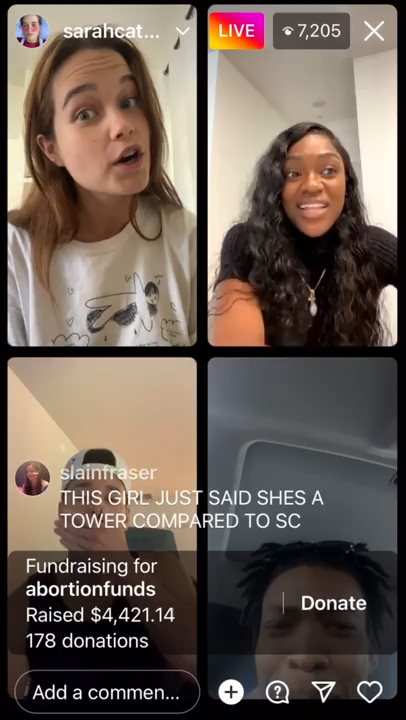 sarahcat...
LIVE
7,205
slainfraser
THIS GIRL JUST SAID SHES A
TOWER COMPARED TO SC
Fundraising for
abortionfunds
Raised $4,421.14
178 donations
Donate
Add a commen...